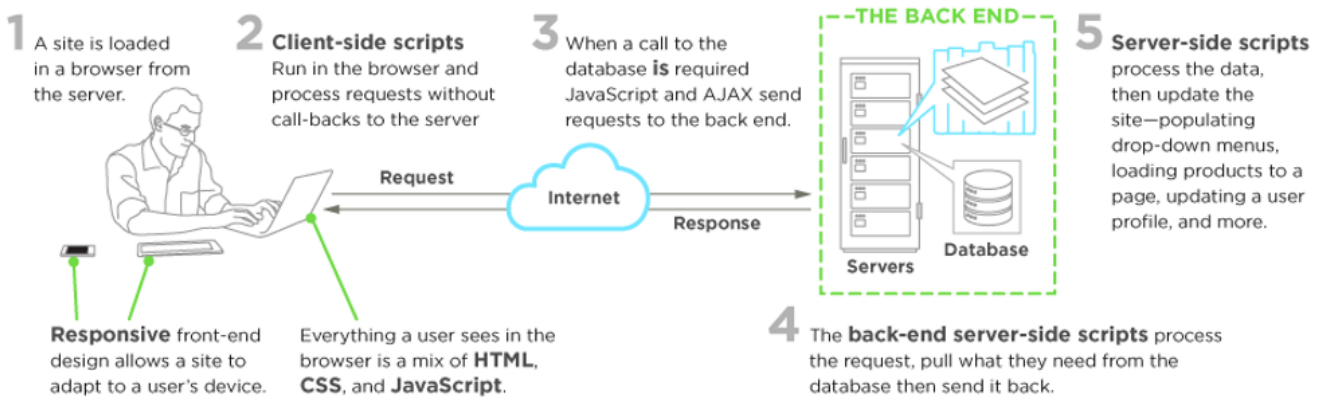 1 A site is loaded
in a browser from
the server.
2 Client-side scripts
Run in the browser and
process requests without
call-backs to the server
3 When a call to the
database is required
JavaScript and AJAX send
requests to the back end.
THE BACK END
5 Server-side scripts
process the data,
then update the
site—populating
drop-down menus,
loading products to a
page, updating a user
profile, and more.
Request
Internet
Response
Servers
Database
Responsive front-end
design allows a site to
adapt to a user's device.
Everything a user sees in the
browser is a mix of HTML,
CSS, and JavaScript.
4 The back-end server-side scripts process
the request, pull what they need from the
database then send it back.